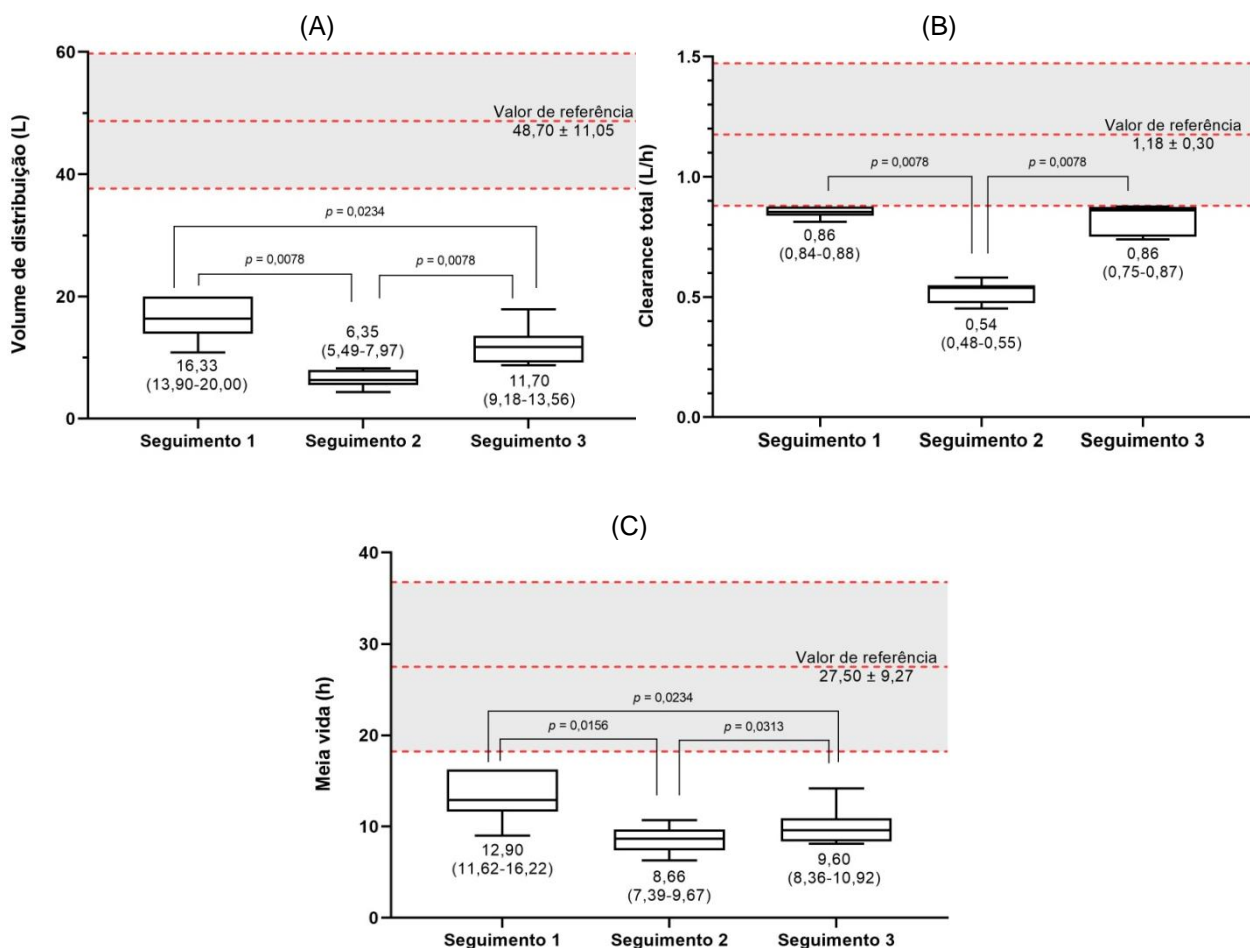 (A)
Volume de distribuição (L)
60
40
20
0
Valor de referência
48,70 ± 11,05
p = 0,0234
p = 0,0078
p = 0,0078
16,33
(13,90-20,00)
6,35
(5,49-7,97)
11,70
(9,18-13,56)
Seguimento 1
Seguimento 2
Seguimento 3
(B)
Clearance total (L/h)
1.5
1.0
0.5
0.0
Valor de referência
1,18 ± 0,30
p = 0,0078
p = 0,0078
0,86
(0,84-0,88)
0,54
(0,48-0,55)
0,86
(0,75-0,87)
Seguimento 1
Seguimento 2
Seguimento 3
(C)
Meia vida (h)
40
30
20
10
0
Valor de referência
27,50 ± 9,27
p = 0,0234
p = 0,0156
p = 0,0313
12,90
(11,62-16,22)
8,66
(7,39-9,67)
9,60
(8,36-10,92)
Seguimento 1
Seguimento 2
Seguimento 3